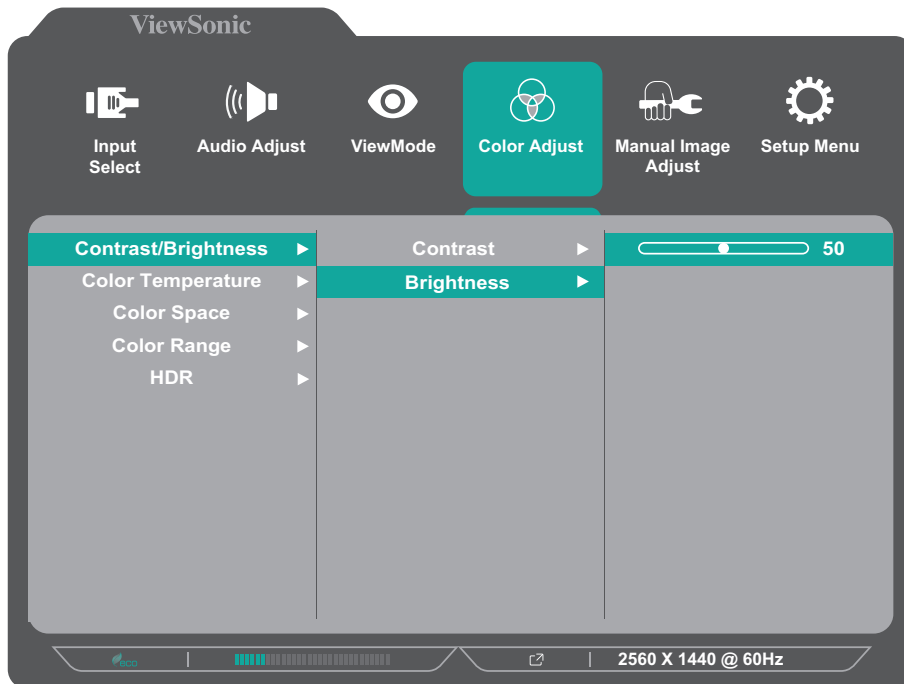 ViewSonic
Input
Select
Audio Adjust
ViewMode
Color Adjust
Manual Image
Adjust
Setup Menu
Contrast/Brightness
Color Temperature
Color Space
Color Range
HDR
Contrast
Brightness
50
eco
2560 X 1440 @ 60Hz